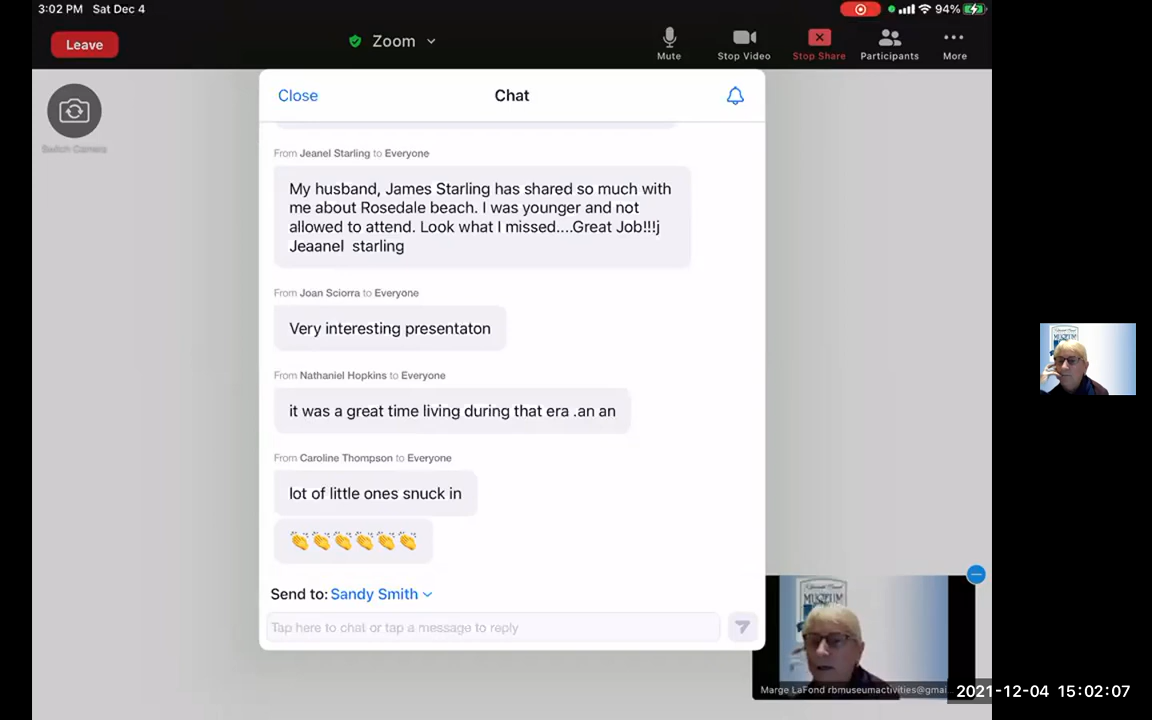 3:02 PM Sat Dec 4
94%
Leave
Zoom
Mute
Stop Video
Stop Share
Participants
More
Switch Camera
Close
Chat
From Jeanel Starling to Everyone
My husband, James Starling has shared so much with
me about Rosedale beach. I was younger and not
allowed to attend. Look what I missed....Great Job!!!j
Jeaanel starling
From Joan Sciorra to Everyone
Very interesting presentaton
From Nathaniel Hopkins to Everyone
it was a great time living during that era .an an
From Caroline Thompson to Everyone
lot of little ones snuck in
👏👏👏👏👏👏
Send to: Sandy Smith
Tap here to chat or tap a message to reply
MUSEUM
Marge LaFond rbmuseumactivities@gmai...
2021-12-04 15:02:07